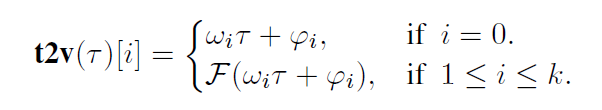 t2v(τ)[i] = { ω_i τ + φ_i, if i = 0.
F(ω_i τ + φ_i), if 1 ≤ i ≤ k.